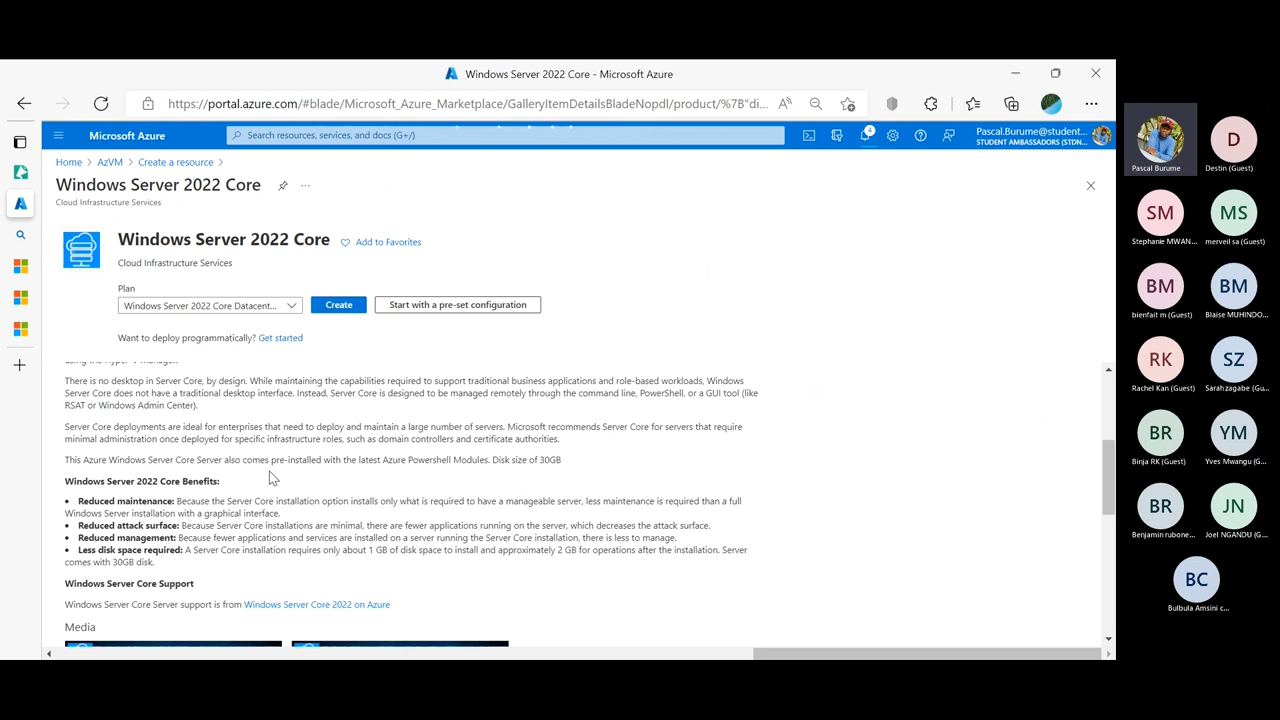 Windows Server 2022 Core - Microsoft Azure
https://portal.azure.com/#blade/Microsoft_Azure_Marketplace/GalleryItemDetailsBladeNopdl/product/%7B"di...
Microsoft Azure
Search resources, services, and docs (G+/)
4
Pascal.Burume@student...
STUDENT AMBASSADORS (STDN...
Home > AzVM > Create a resource >
Windows Server 2022 Core
...
Cloud Infrastructure Services
Windows Server 2022 Core
Add to Favorites
Cloud Infrastructure Services
Plan
Windows Server 2022 Core Datacent...
Create
Start with a pre-set configuration
Want to deploy programmatically? Get started
There is no desktop in Server Core, by design. While maintaining the capabilities required to support traditional business applications and role-based workloads, Windows
Server Core does not have a traditional desktop interface. Instead, Server Core is designed to be managed remotely through the command line, PowerShell, or a GUI tool (like
RSAT or Windows Admin Center).
Server Core deployments are ideal for enterprises that need to deploy and maintain a large number of servers. Microsoft recommends Server Core for servers that require
minimal administration once deployed for specific infrastructure roles, such as domain controllers and certificate authorities.
This Azure Windows Server Core Server also comes pre-installed with the latest Azure Powershell Modules. Disk size of 30GB
Windows Server 2022 Core Benefits:
• Reduced maintenance: Because the Server Core installation option installs only what is required to have a manageable server, less maintenance is required than a full
Windows Server installation with a graphical interface.
• Reduced attack surface: Because Server Core installations are minimal, there are fewer applications running on the server, which decreases the attack surface.
• Reduced management: Because fewer applications and services are installed on a server running the Server Core installation, there is less to manage.
• Less disk space required: A Server Core installation requires only about 1 GB of disk space to install and approximately 2 GB for operations after the installation. Server
comes with 30GB disk.
Windows Server Core Support
Windows Server Core Server support is from Windows Server Core 2022 on Azure
Media
Pascal Burume
D
Destin (Guest)
SM
Stephanie MWAN...
MS
merveil sa (Guest)
BM
bienfait m (Guest)
BM
Blaise MUHINDO...
RK
Rachel Kan (Guest)
SZ
Sarahzagabe (Gu...
BR
Binja RK (Guest)
YM
Yves Mwangu (G...
BR
Benjamin rubone...
JN
Joel NGANDU (G...
BC
Bulbula Amsini c...